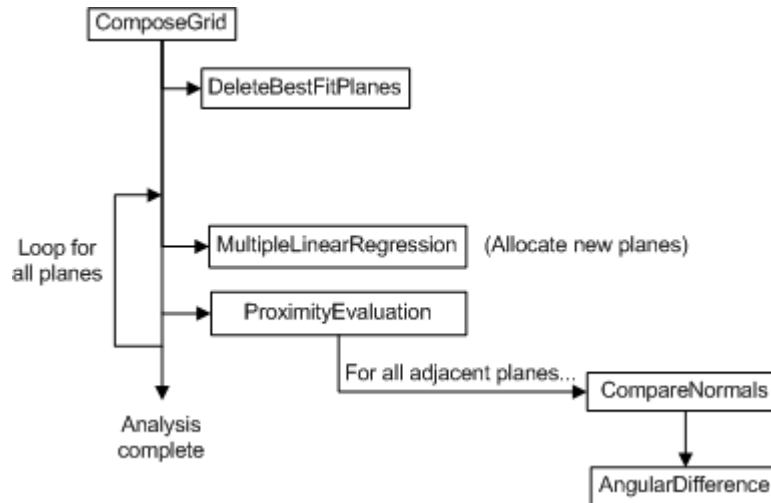 ComposeGrid
DeleteBestFitPlanes
Loop for
all planes
MultipleLinearRegression
(Allocate new planes)
ProximityEvaluation
For all adjacent planes...
CompareNormals
Analysis
complete
AngularDifference